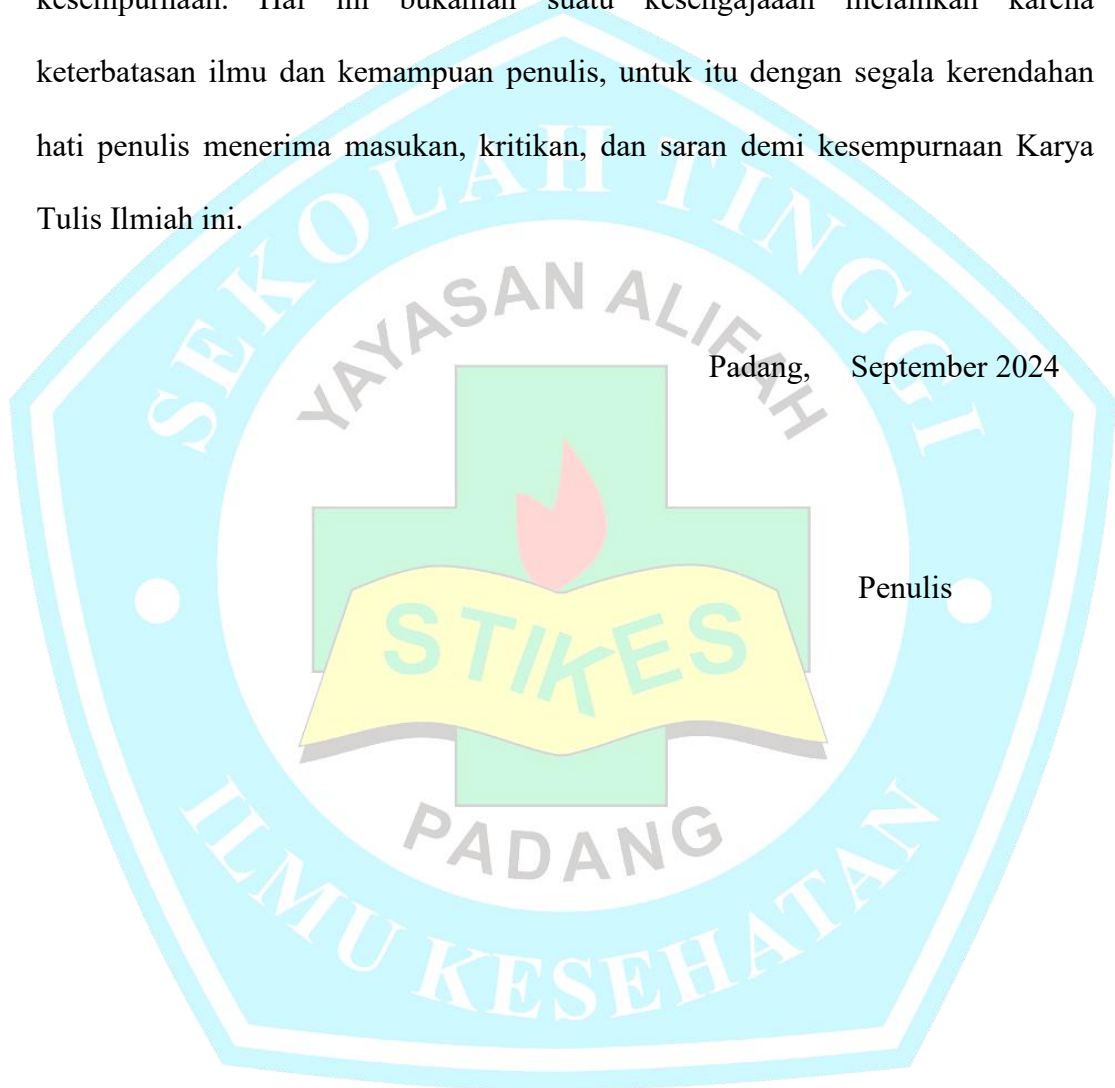 kesempurnaan. Hal ini bukanlah suatu kesengajaaan melainkan karena
keterbatasan ilmu dan kemampuan penulis, untuk itu dengan segala kerendahan
hati penulis menerima masukan, kritikan, dan saran demi kesempurnaan Karya
Tulis Ilmiah ini.
SEKOLAH TINGGI
YAYASAN ALIFAH
Padang, September 2024
Penulis
STIKES
PADANG
ILMU KESEHATAN